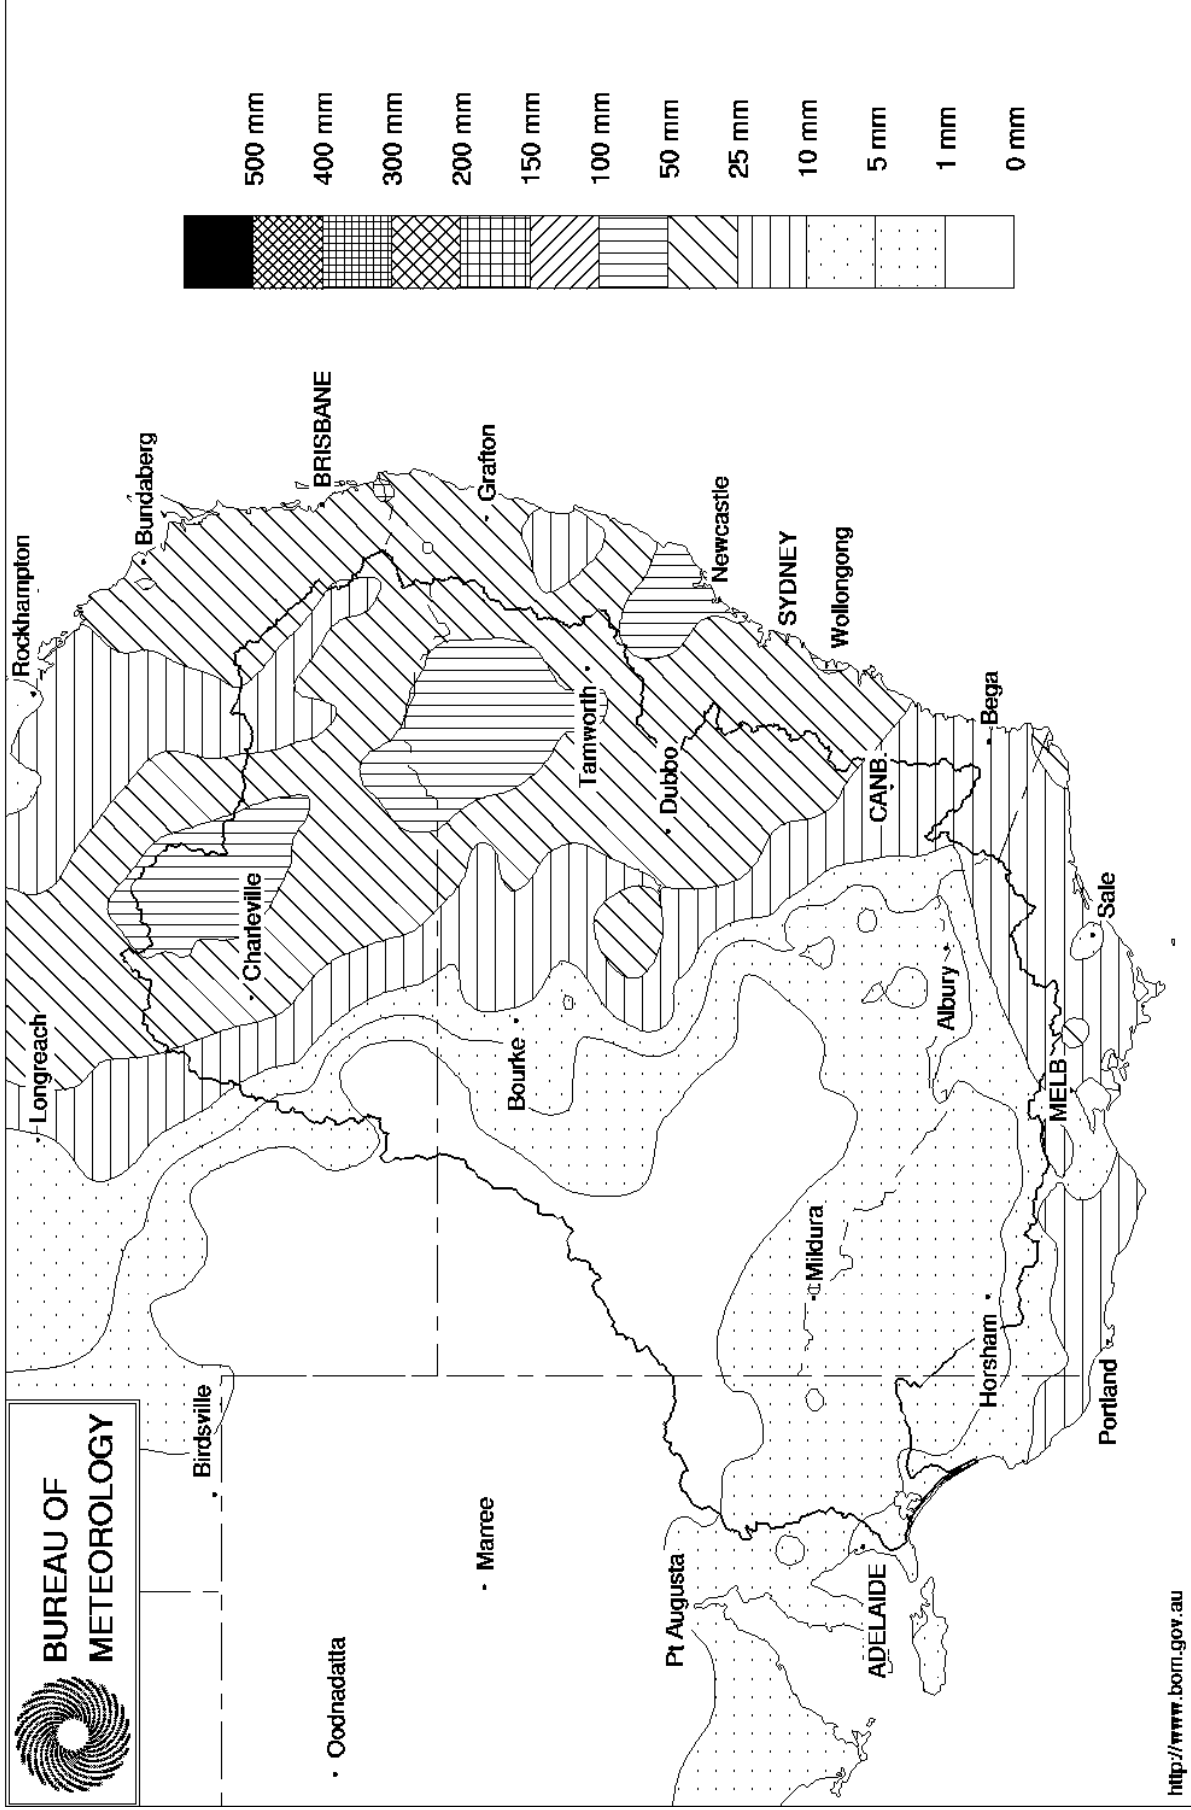 BUREAU OF
METEOROLOGY
Rockhampton
Longreach
Bundaberg
Birdsville
Charleville
BRISBANE
Oodnadatta
Marree
Bourke
Grafton
Tamworth
Pt Augusta
Dubbo
Newcastle
SYDNEY
Mildura
Wollongong
ADELAIDE
CANB.
Albury
Horsham
Bega
MELB
Portland
Sale
500 mm
400 mm
300 mm
200 mm
150 mm
100 mm
50 mm
25 mm
10 mm
5 mm
1 mm
0 mm
http://www.bom.gov.au